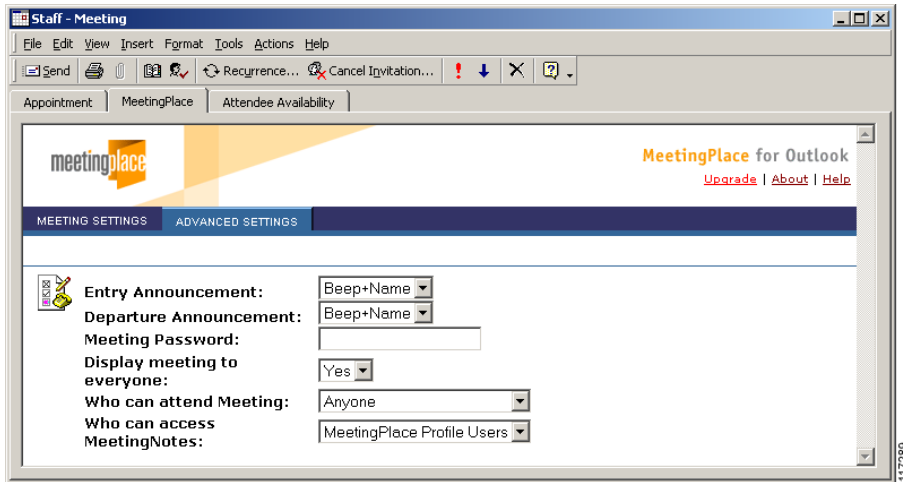 Staff - Meeting
File Edit View Insert Format Tools Actions Help
Send Recurrence... Cancel Invitation...
Appointment MeetingPlace Attendee Availability
meetingplace
MeetingPlace for Outlook
Upgrade | About | Help
MEETING SETTINGS ADVANCED SETTINGS
Entry Announcement: Beep+Name
Departure Announcement: Beep+Name
Meeting Password:
Display meeting to
everyone: Yes
Who can attend Meeting: Anyone
Who can access
MeetingNotes: MeetingPlace Profile Users
117289